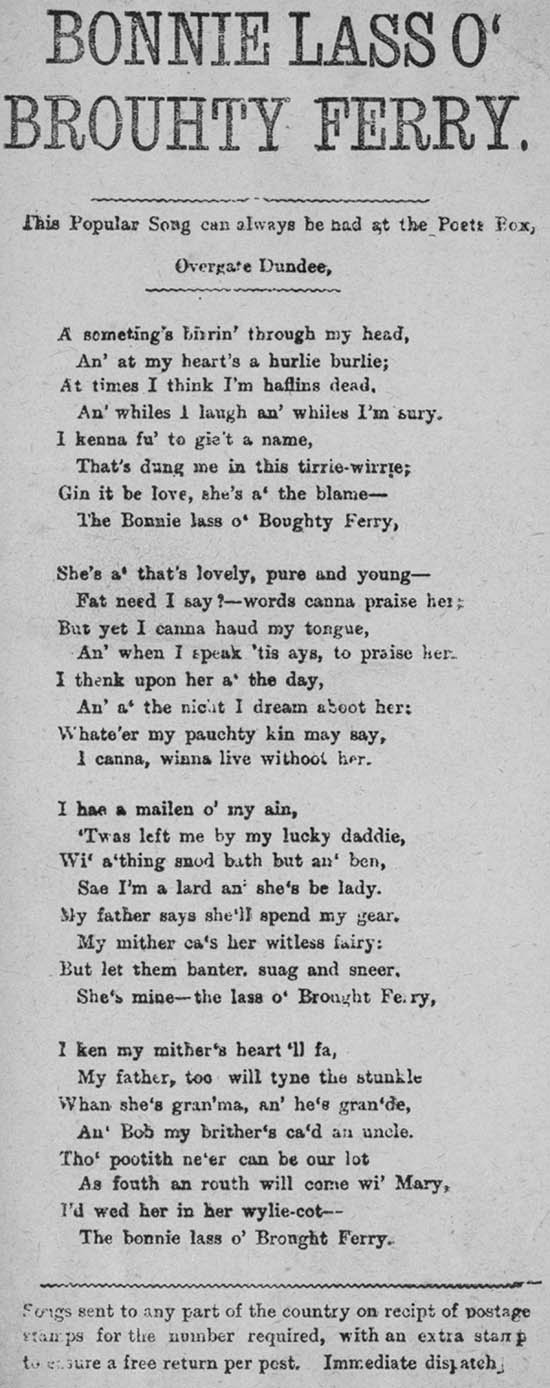 BONNIE LASS O‘
BROUHTY FERRY.
This Popular Song can always be had at the Poets Box,
Overgate Dundee,
A someting's birrin' through my head,
An' at my heart's a hurlie burlie;
At times I think I'm haflins dead,
An' whiles I laugh an' whiles I'm sury.
I kenna fu' to gie't a name,
That's dung me in this tirrie-wirrie;
Gin it be love, she's a‘ the blame—
The Bonnie lass o‘ Boughty Ferry,
She's a‘ that's lovely, pure and young—
Fat need I say?—words canna praise her;
But yet I canna haud my tongue,
An' when I speak 'tis ays, to praise her.
I thenk upon her a‘ the day,
An' a‘ the nicht I dream aboot her;
Whate'er my pauchty kin may say,
I canna, winna live withoot her.
I hae a mailen o' my ain,
‘Twas left me by my lucky daddie,
Wi‘ a‘thing snod bath but an‘ ben,
Sae I'm a lard an‘ she‘s be lady.
My father says she'll spend my gear.
My mither ca‘s her witless fairy:
But let them banter. suag and sneer.
She‘s mine—the lass o‘ Brought Ferry,
I ken my mither‘s heart ‘ll fa,
My father, too will tyne the stunkle
Whan she‘s gran'ma, an' he‘s gran‘de,
An‘ Bob my brither‘s ca‘d an uncle.
Tho‘ pootith ne‘er can be our lot
As fouth an routh will come wi' Mary,
I'd wed her in her wylie-cot—
The bonnie lass o' Brought Ferry.
Songs sent to any part of the country on recipt of postage
stamps for the number required, with an extra stamp
to ensure a free return per post. Immediate dispatch